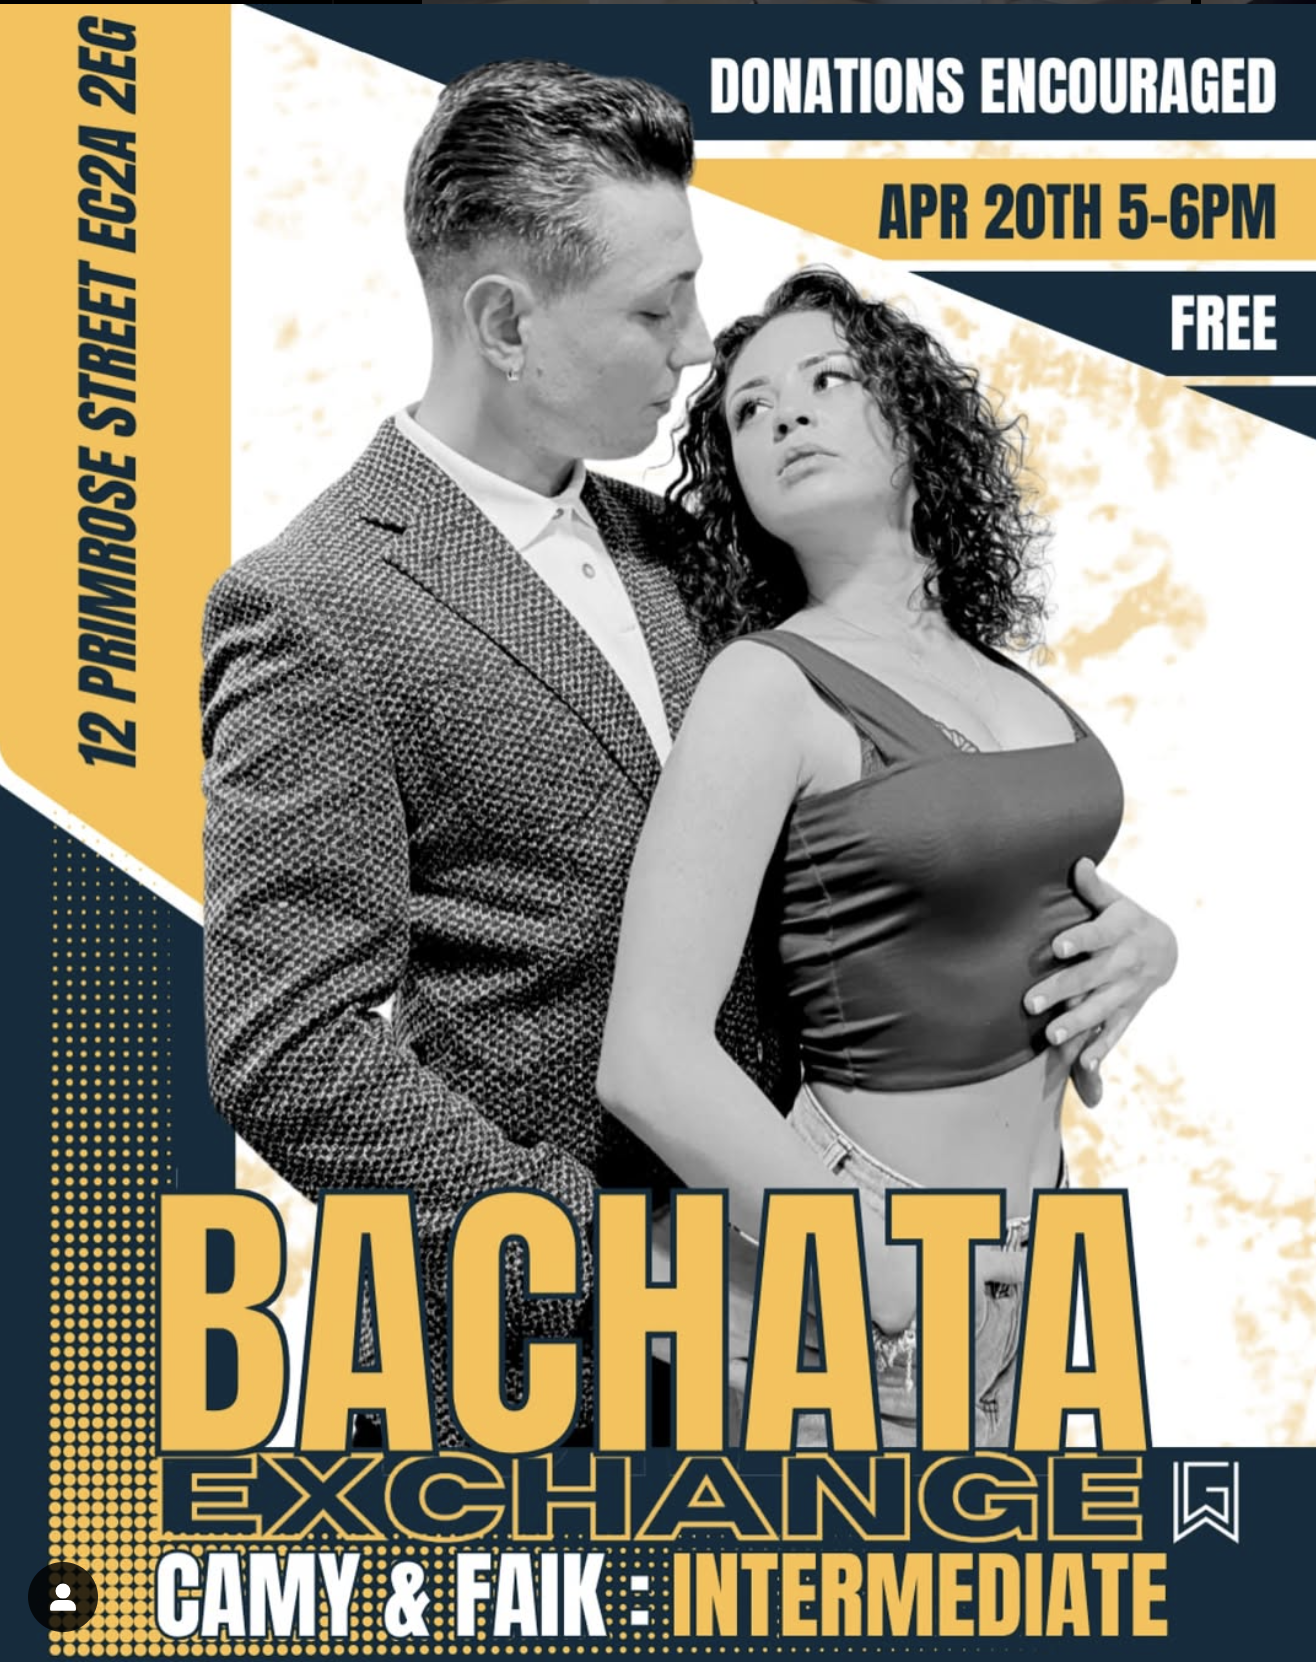 12 PRIMROSE STREET EC2A 2EG
DONATIONS ENCOURAGED
APR 20TH 5-6PM
FREE
BACHATA
EXCHANGE
CAMY & FAIK : INTERMEDIATE